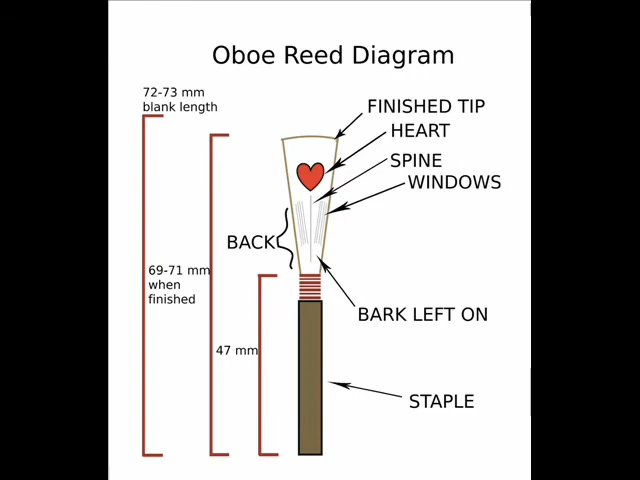 Oboe Reed Diagram
72-73 mm
blank length
FINISHED TIP
HEART
SPINE
WINDOWS
BACK
69-71 mm
when
finished
BARK LEFT ON
47 mm
STAPLE